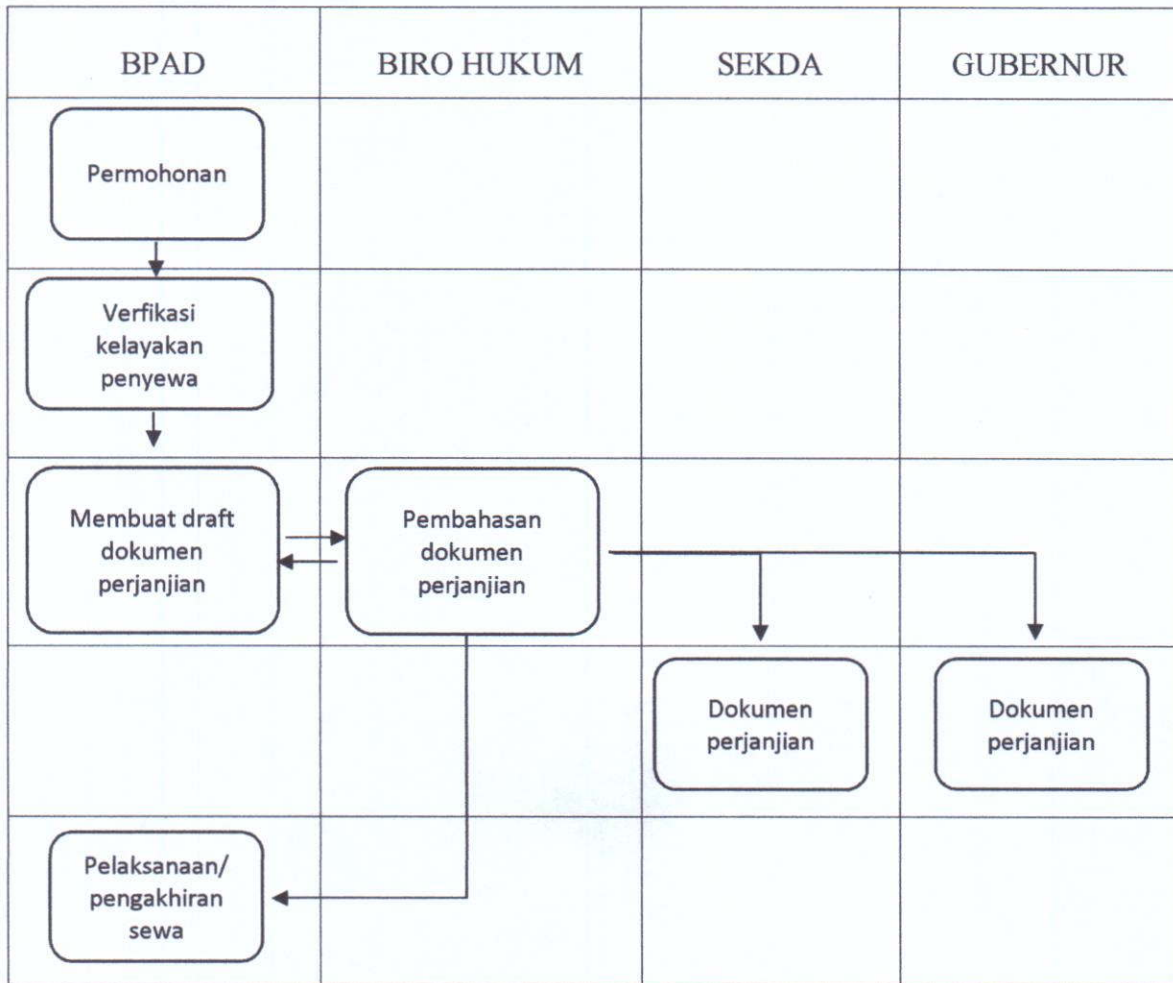 BPAD
BIRO HUKUM
SEKDA
GUBERNUR
Permohonan
Verfikasi
kelayakan
penyewa
Membuat draft
dokumen
perjanjian
Pembahasan
dokumen
perjanjian
Dokumen
perjanjian
Dokumen
perjanjian
Pelaksanaan/
pengakhiran
sewa